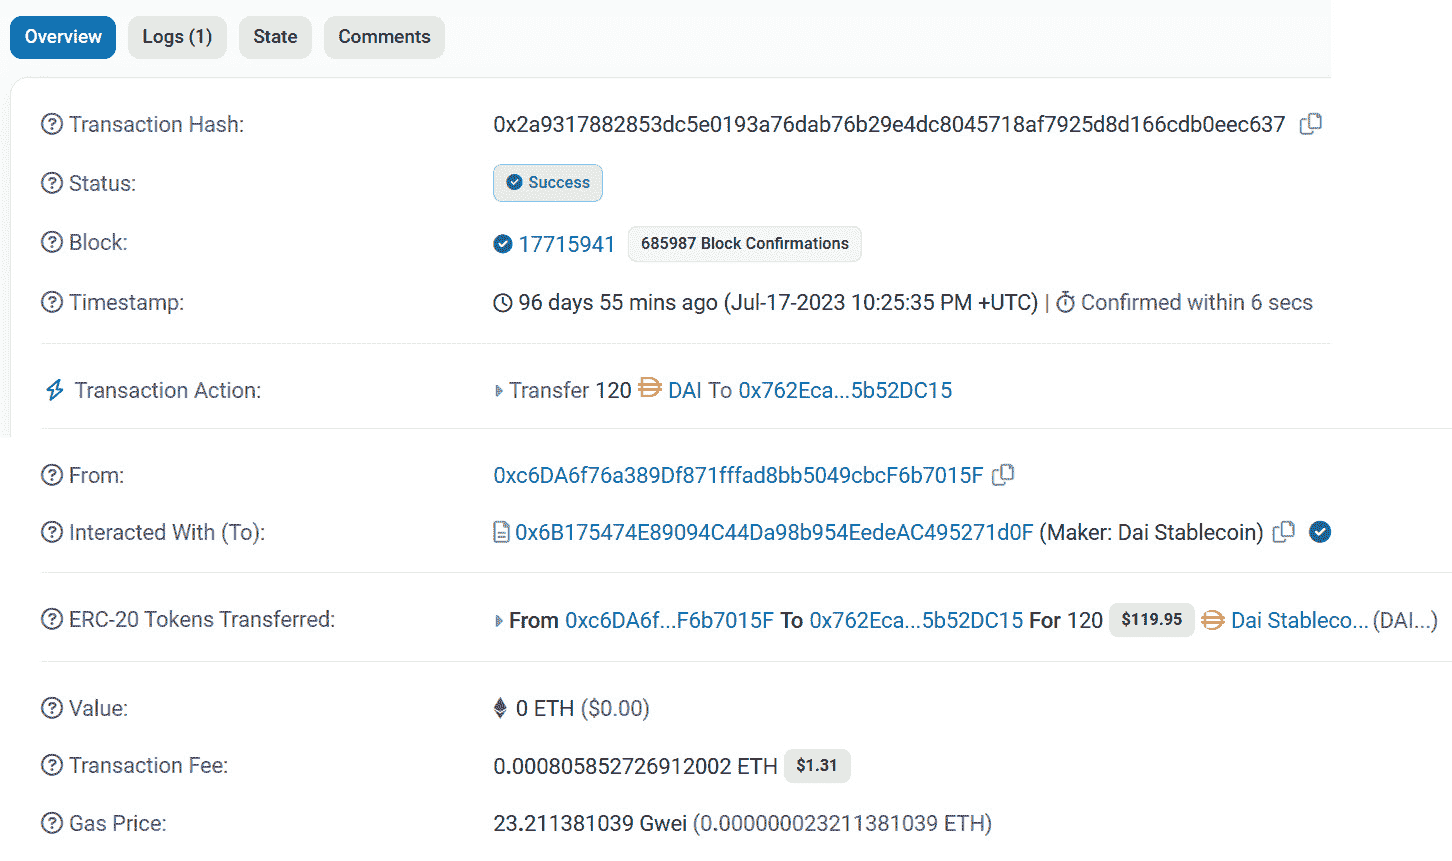 Overview Logs (1) State Comments
Transaction Hash: 0x2a9317882853dc5e0193a76dab76b29e4dc8045718af7925d8d166cdb0eec637
Status: Success
Block: 17715941 685987 Block Confirmations
Timestamp: 96 days 55 mins ago (Jul-17-2023 10:25:35 PM +UTC) | Confirmed within 6 secs
Transaction Action: Transfer 120 DAI To 0x762Eca...5b52DC15
From: 0xc6DA6f76a389Df871fffad8bb5049cbcF6b7015F
Interacted With (To): 0x6B175474E89094C44Da98b954EedeAC495271d0F (Maker: Dai Stablecoin)
ERC-20 Tokens Transferred: From 0xc6DA6f...F6b7015F To 0x762Eca...5b52DC15 For 120 $119.95 Dai Stableco... (DAI...)
Value: 0 ETH ($0.00)
Transaction Fee: 0.000805852726912002 ETH $1.31
Gas Price: 23.211381039 Gwei (0.000000023211381039 ETH)